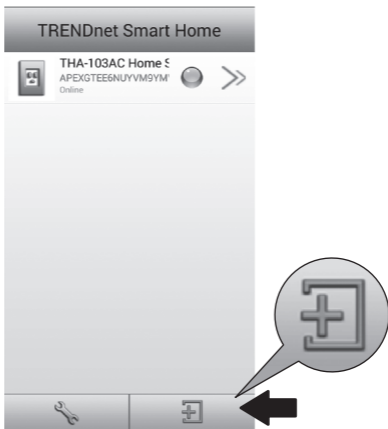 TRENDnet Smart Home
THA-103AC Home S
APEXGTEE6NUYVM9YM
Online